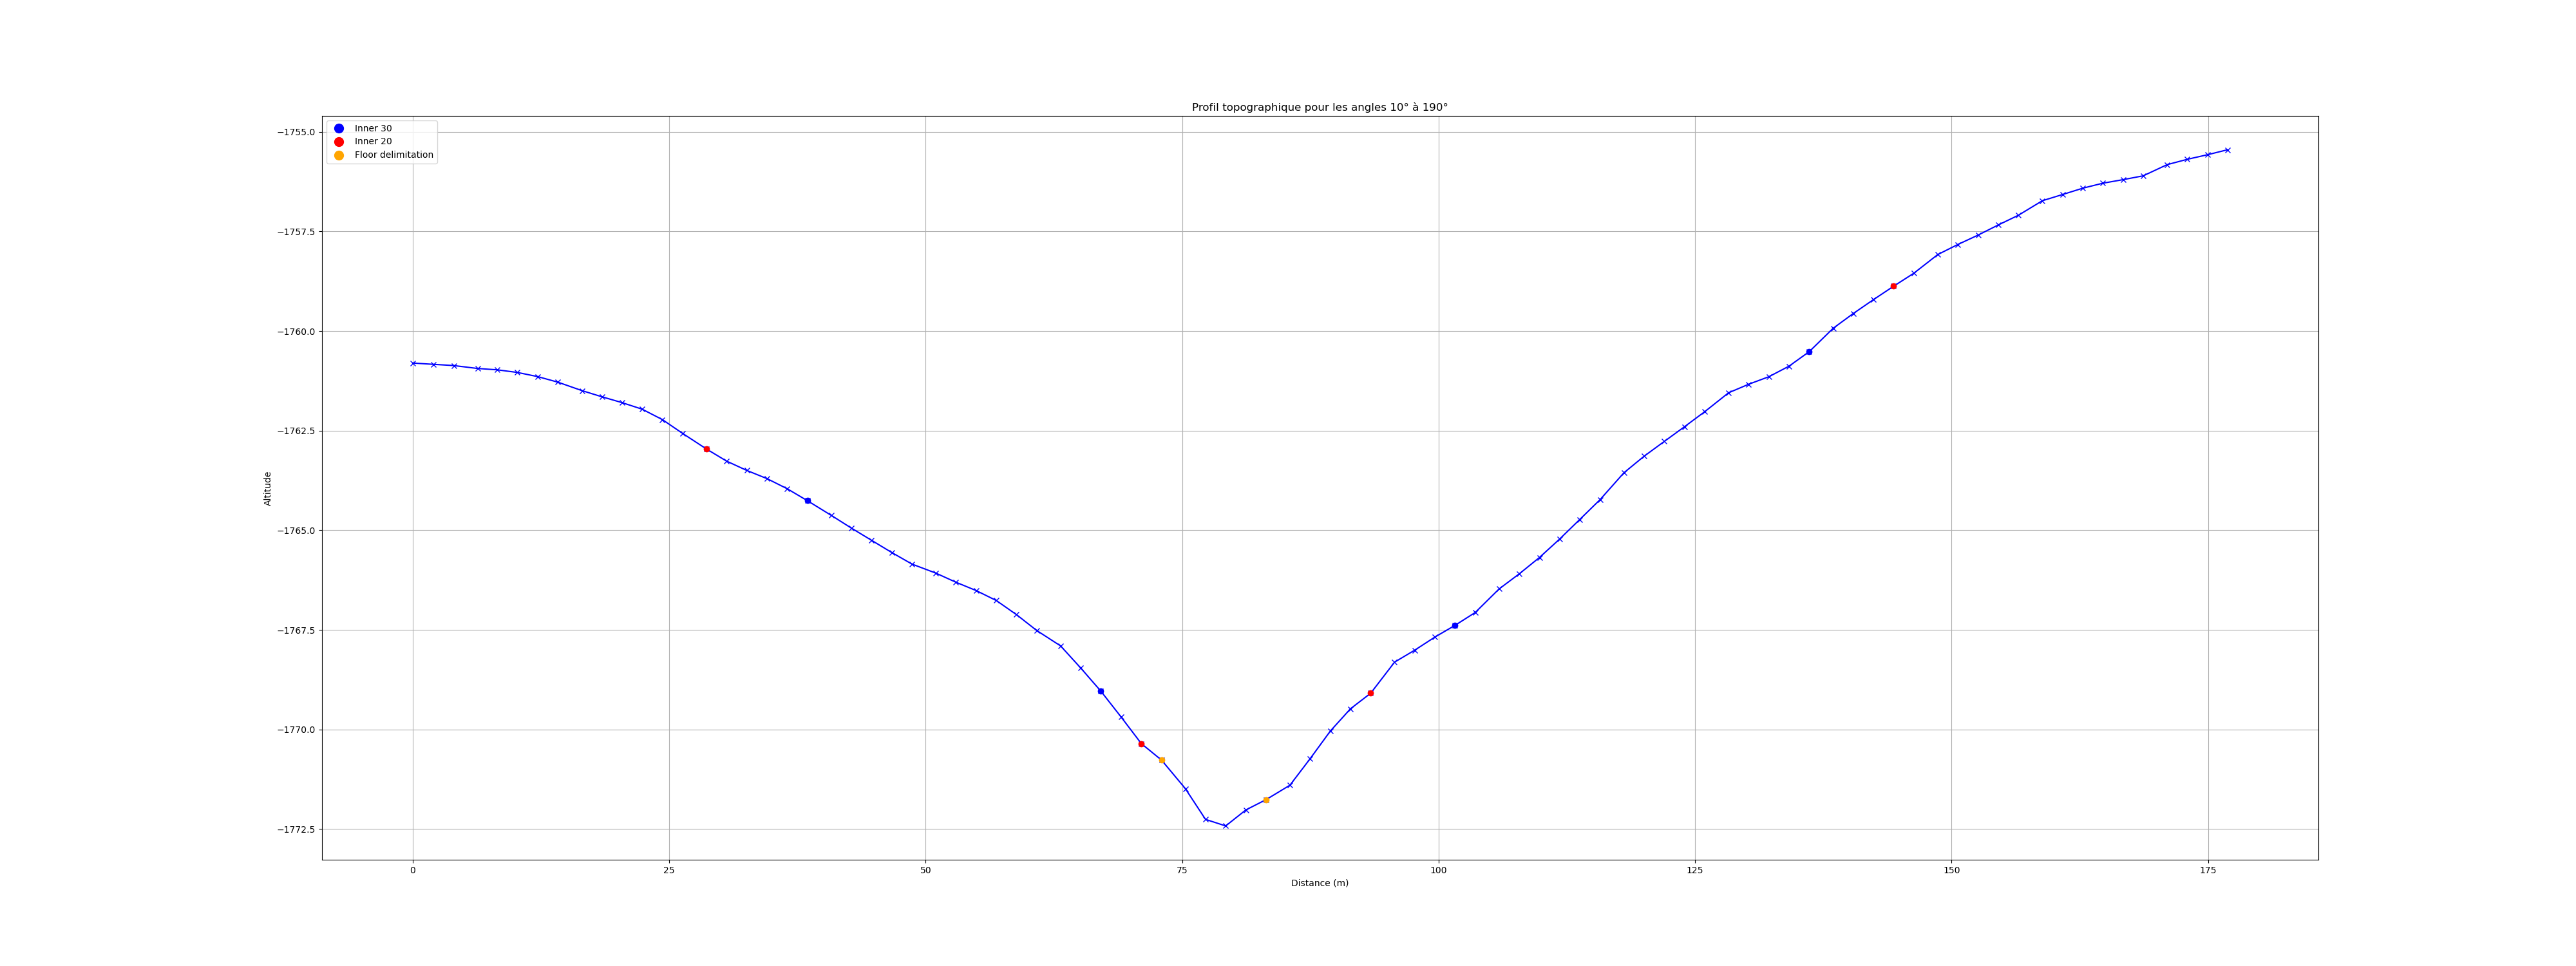 Profil topographique pour les angles 10° à 190°
Inner 30
Inner 20
Floor delimitation
−1755.0
−1757.5
−1760.0
−1762.5
−1765.0
−1767.5
−1770.0
−1772.5
Altitude
0 25 50 75 100 125 150 175
Distance (m)